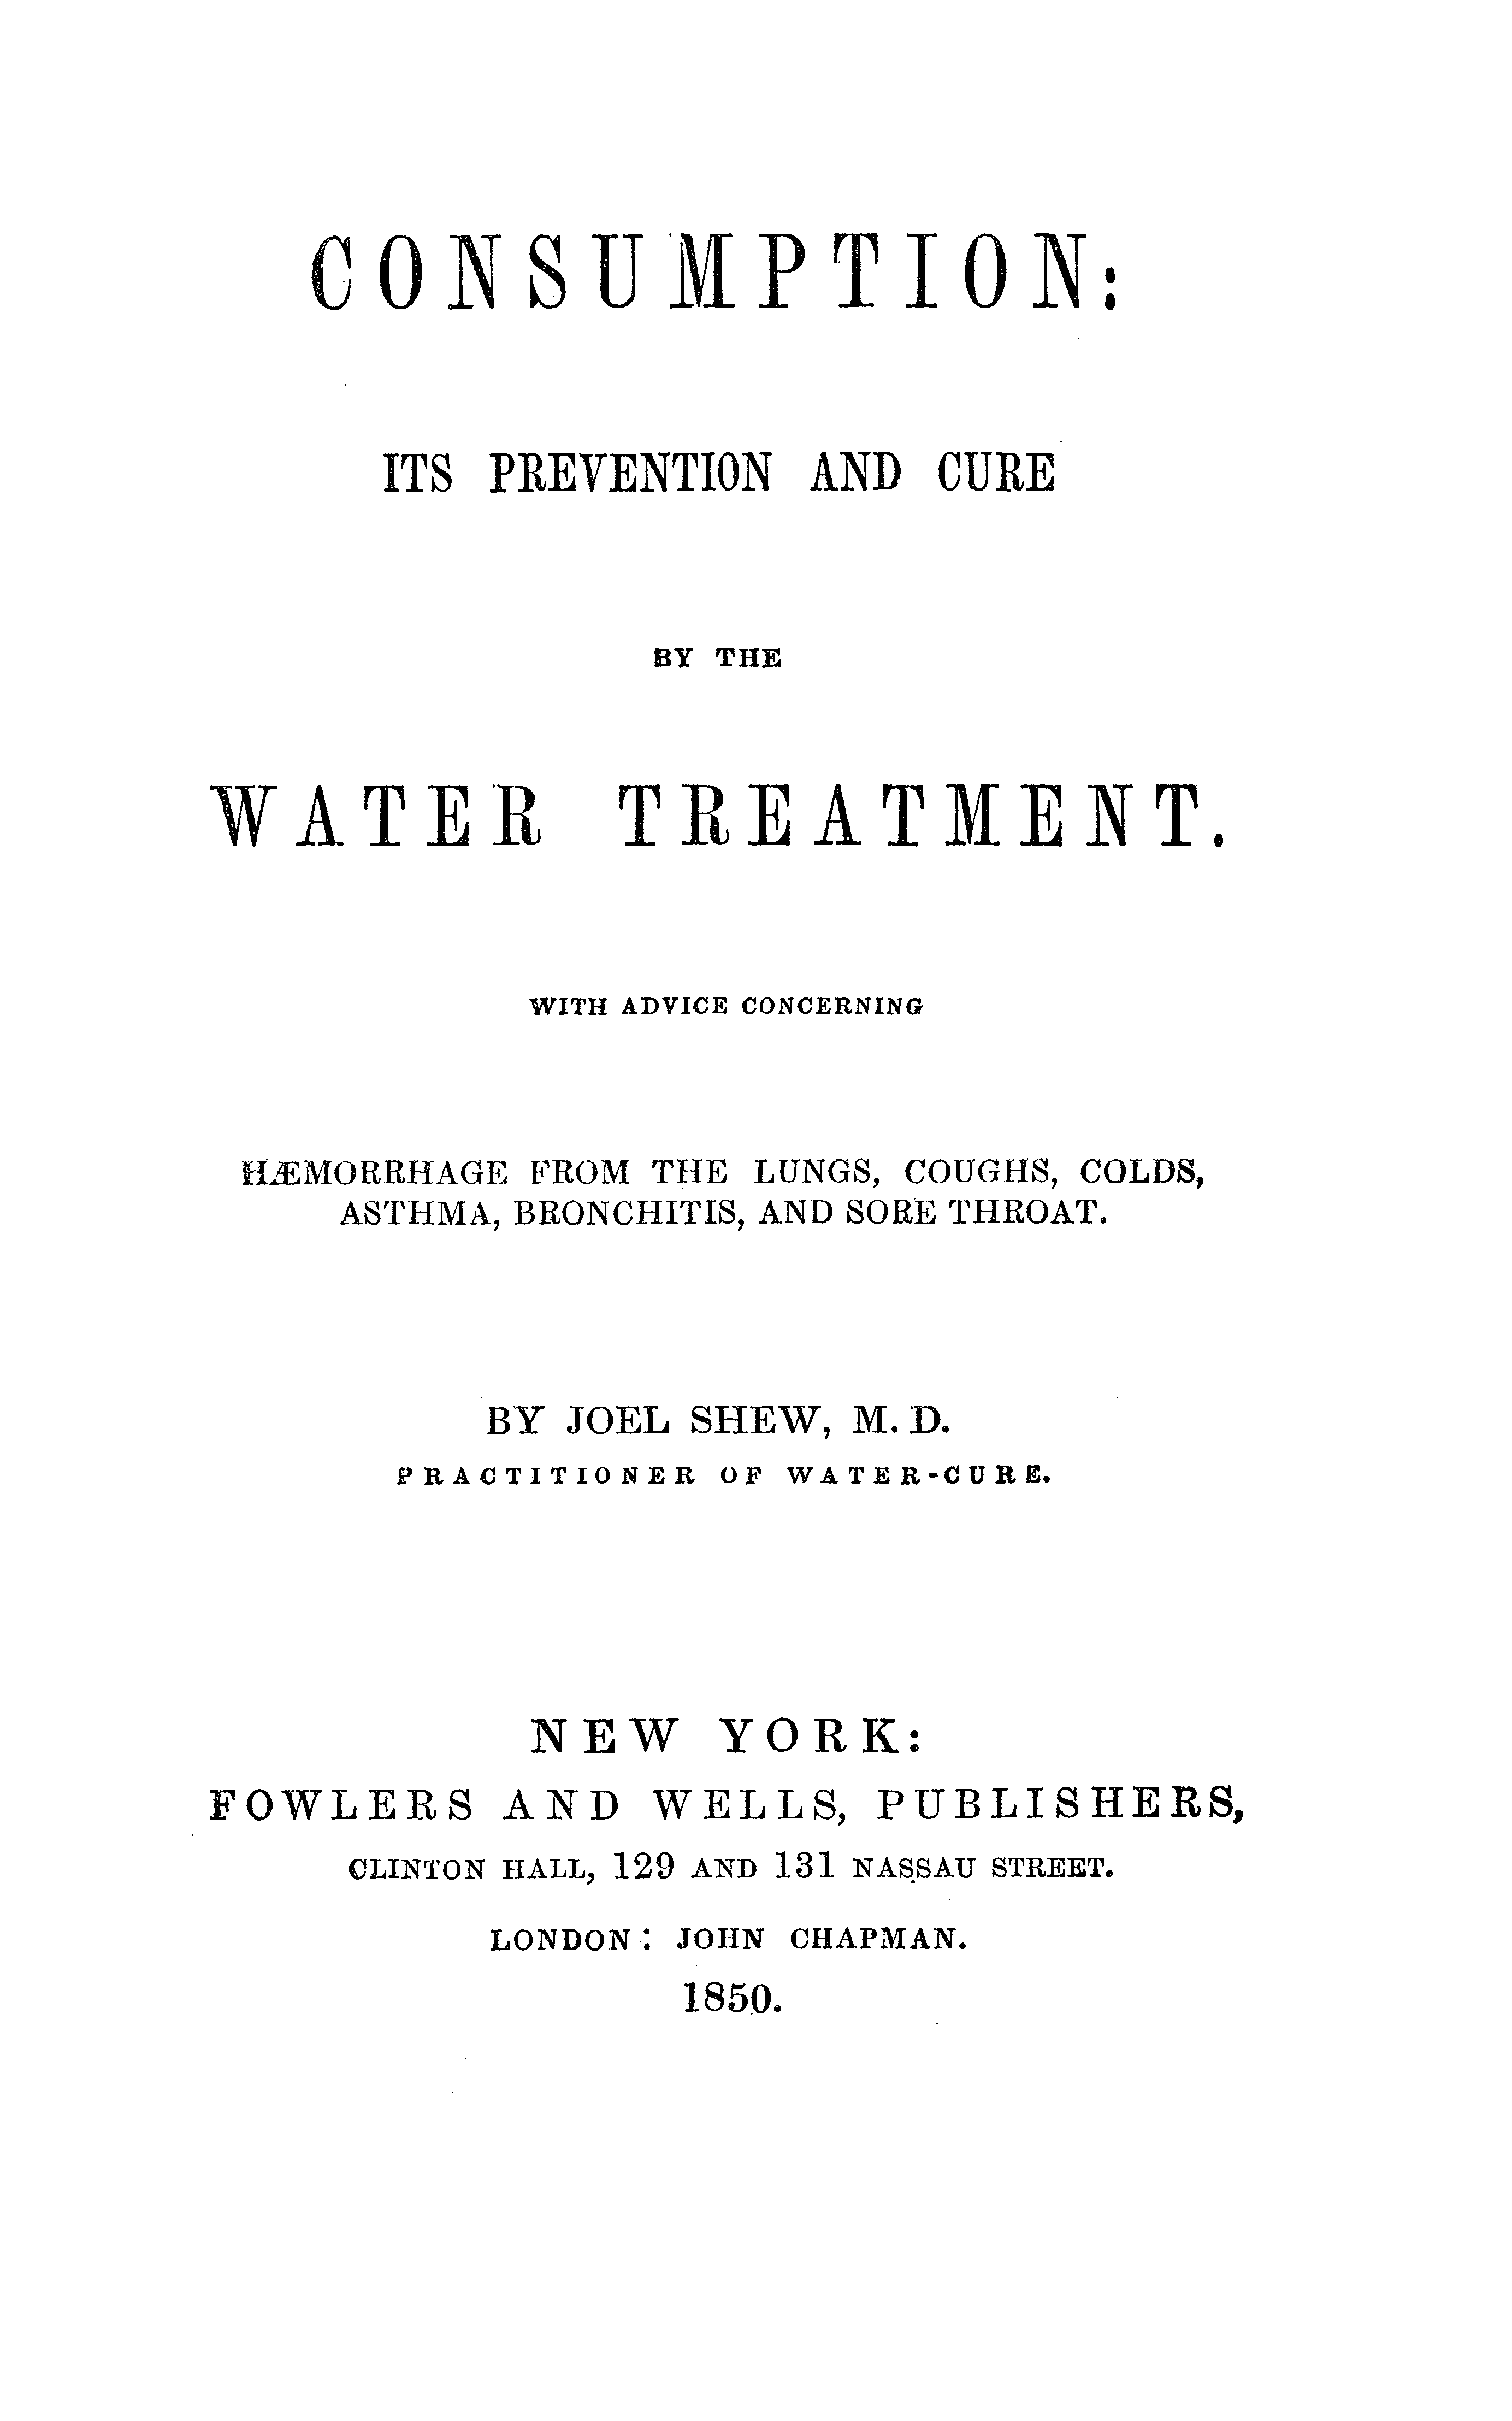 CONSUMPTION:
ITS PREVENTION AND CURE
BY THE
WATER TREATMENT.
WITH ADVICE CONCERNING
HÆMORRHAGE FROM THE LUNGS, COUGHS, COLDS,
ASTHMA, BRONCHITIS, AND SORE THROAT.
BY JOEL SHEW, M. D.
PRACTITIONER OF WATER-CURE.
NEW YORK:
FOWLERS AND WELLS, PUBLISHERS,
CLINTON HALL, 129 AND 131 NASSAU STREET.
LONDON: JOHN CHAPMAN.
1850.